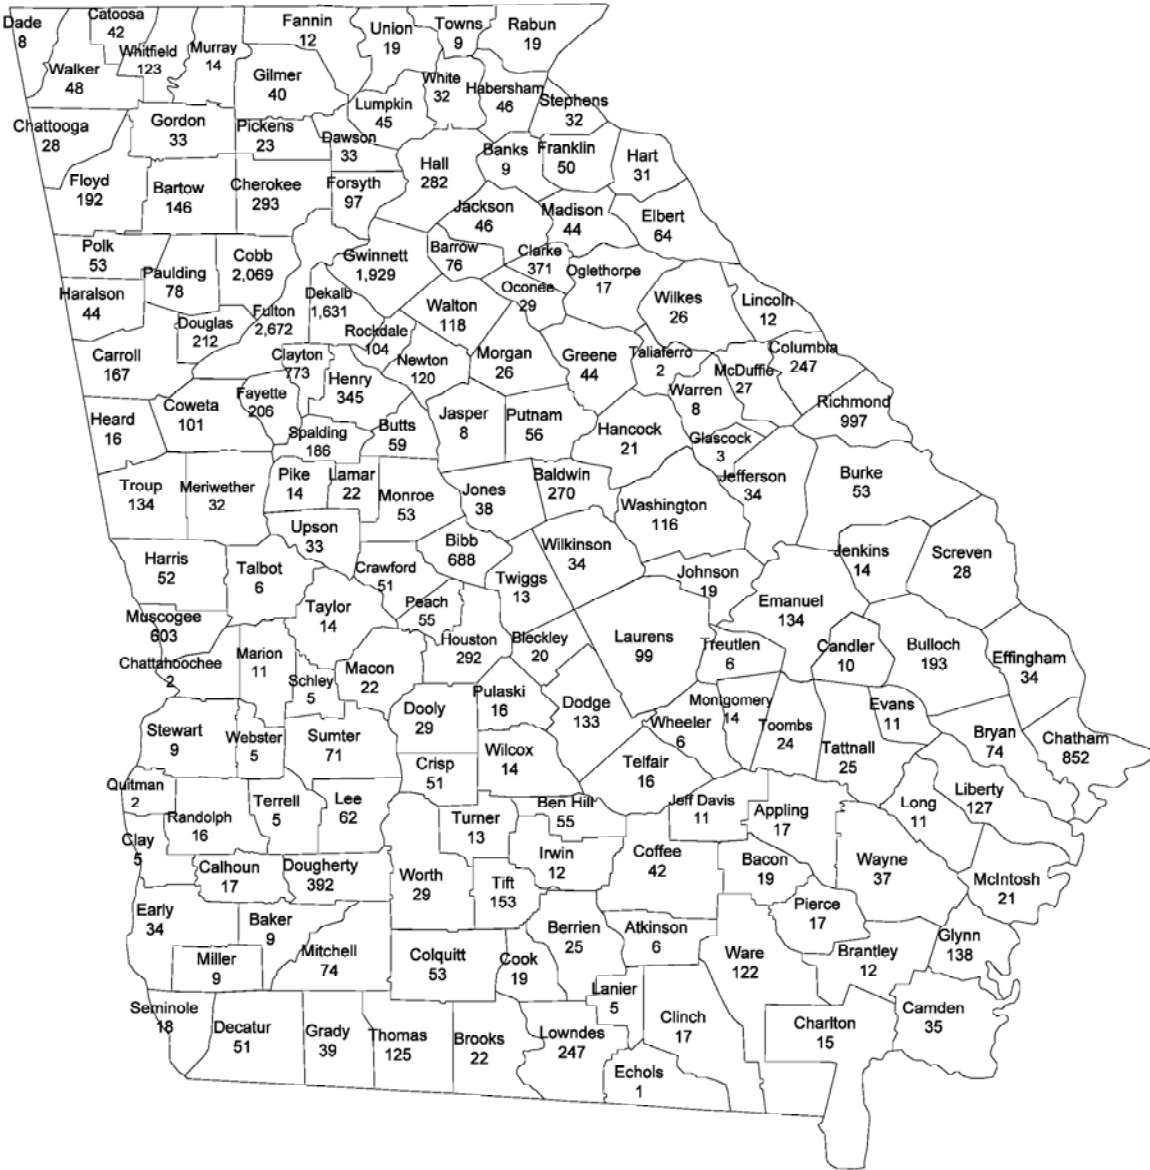 Dade
8
Catoosa
42
Fannin
12
Union
19
Towns
9
Rabun
19
Whitfield
123
Murray
14
Walker
48
Gilmer
40
White
32
Habersham
46
Stephens
32
Lumpkin
45
Chattooga
28
Gordon
33
Pickens
23
Dawson
33
Hall
282
Banks
9
Franklin
50
Hart
31
Floyd
192
Bartow
146
Cherokee
293
Forsyth
97
Jackson
46
Madison
44
Elbert
64
Polk
53
Paulding
78
Cobb
2,069
Gwinnett
1,929
Barrow
76
Clarke
371
Oglethorpe
17
Oconee
29
Haralson
44
Dekalb
1,631
Fulton
2,672
Walton
118
Wilkes
26
Lincoln
12
Douglas
212
Rockdale
104
Carroll
167
Clayton
773
Newton
120
Morgan
26
Greene
44
Taliaferro
2
McDuffie
27
Columbia
247
Henry
345
Fayette
206
Warren
8
Richmond
997
Heard
16
Coweta
101
Spalding
186
Butts
59
Jasper
8
Putnam
56
Hancock
21
Glascock
3
Jefferson
34
Burke
53
Troup
134
Meriwether
32
Pike
14
Lamar
22
Monroe
53
Jones
38
Baldwin
270
Washington
116
Upson
33
Bibb
688
Wilkinson
34
Harris
52
Talbot
6
Crawford
51
Twiggs
13
Johnson
19
Jenkins
14
Screven
28
Taylor
14
Peach
55
Emanuel
134
Muscogee
603
Houston
292
Bleckley
20
Laurens
99
Treutlen
6
Candler
10
Bulloch
193
Effingham
34
Chattahoochee
2
Marion
11
Schley
5
Macon
22
Dooly
29
Pulaski
16
Dodge
133
Wheeler
6
Montgomery
14
Toombs
24
Evans
11
Stewart
9
Webster
5
Sumter
71
Wilcox
14
Tattnall
25
Bryan
74
Chatham
852
Crisp
51
Telfair
16
Quitman
2
Randolph
16
Terrell
5
Lee
62
Turner
13
Ben Hill
55
Jeff Davis
11
Appling
17
Long
11
Liberty
127
Clay
5
Calhoun
17
Dougherty
392
Worth
29
Tift
153
Irwin
12
Coffee
42
Bacon
19
Wayne
37
McIntosh
21
Early
34
Baker
9
Mitchell
74
Colquitt
53
Cook
19
Berrien
25
Atkinson
6
Pierce
17
Ware
122
Brantley
12
Glynn
138
Miller
9
Seminole
18
Decatur
51
Grady
39
Thomas
125
Brooks
22
Lowndes
247
Lanier
5
Clinch
17
Echols
1
Charlton
15
Camden
35